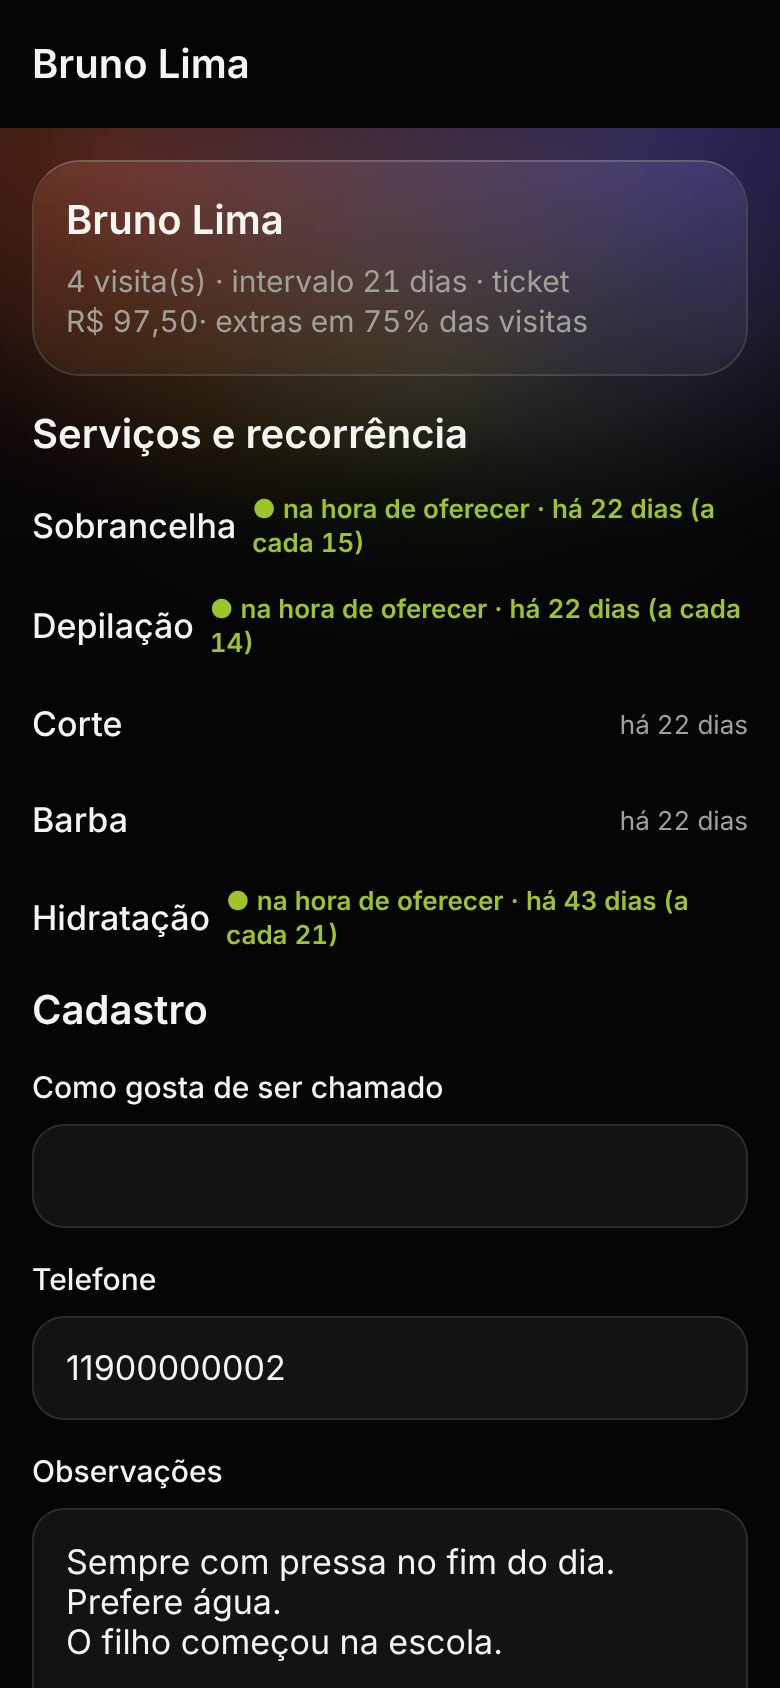 Bruno Lima
Bruno Lima
4 visita(s) · intervalo 21 dias · ticket
R$ 97,50· extras em 75% das visitas
Serviços e recorrência
Sobrancelha
● na hora de oferecer · há 22 dias (a
cada 15)
Depilação
● na hora de oferecer · há 22 dias (a cada
14)
Corte
há 22 dias
Barba
há 22 dias
Hidratação
● na hora de oferecer · há 43 dias (a
cada 21)
Cadastro
Como gosta de ser chamado
Telefone
11900000002
Observações
Sempre com pressa no fim do dia.
Prefere água.
O filho começou na escola.